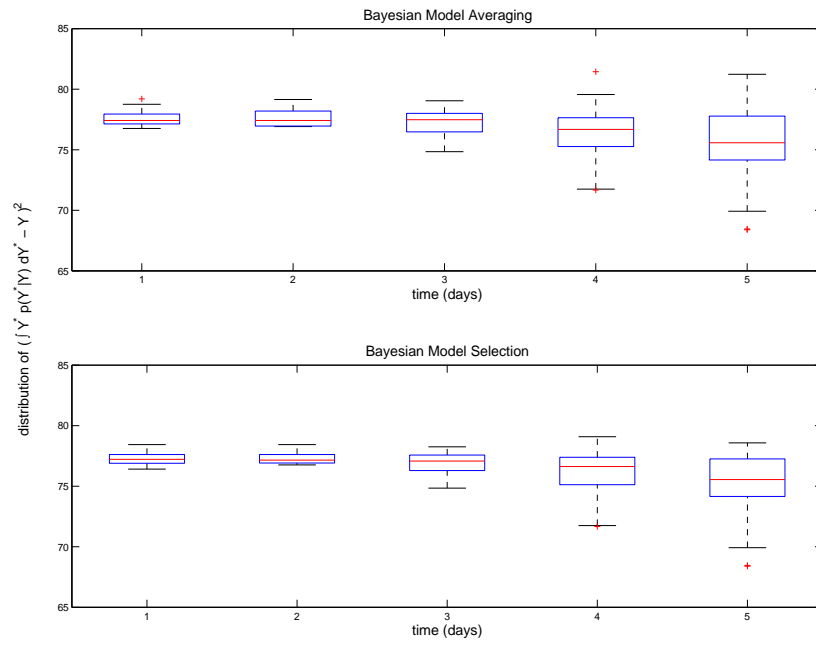 Bayesian Model Averaging
85
80
75
70
65
1 2 3 4 5
time (days)
distribution of (∫ Y* p(Y*|Y) dY* − Y )²
Bayesian Model Selection
85
80
75
70
65
1 2 3 4 5
time (days)